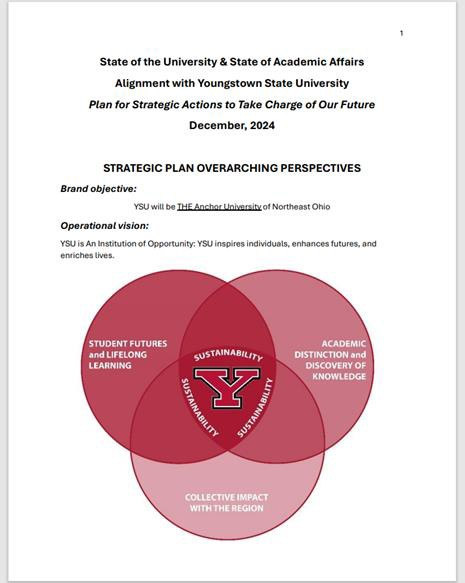 1
State of the University & State of Academic Affairs
Alignment with Youngstown State University
Plan for Strategic Actions to Take Charge of Our Future
December, 2024
STRATEGIC PLAN OVERARCHING PERSPECTIVES
Brand objective:
YSU will be THE Anchor University of Northeast Ohio
Operational vision:
YSU is An Institution of Opportunity: YSU inspires individuals, enhances futures, and
enriches lives.
STUDENT FUTURES
and LIFELONG
LEARNING
ACADEMIC
DISTINCTION and
DISCOVERY OF
KNOWLEDGE
SUSTAINABILITY
Y
SUSTAINABILITY
SUSTAINABILITY
COLLECTIVE IMPACT
WITH THE REGION